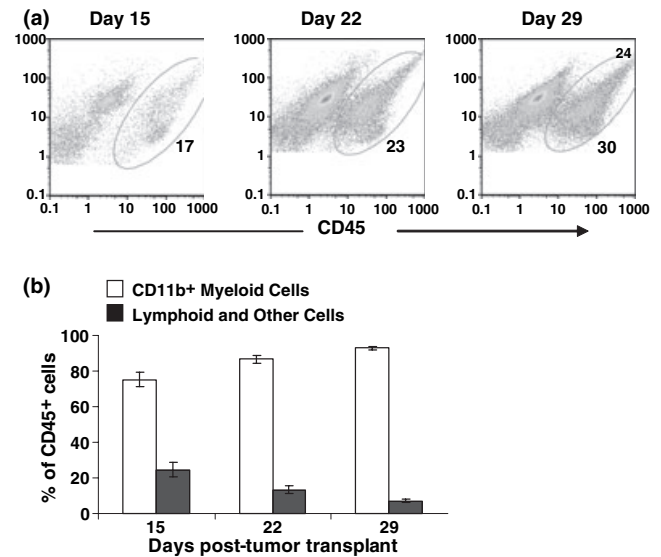 (a)
Day 15 Day 22 Day 29
1000 1000 1000
24
100 100 100
10 10 10
1 1 1
17 23 30
0.1 0.1 0.1
0.1 1 10 100 1000 0.1 1 10 100 1000 0.1 1 10 100 1000
CD45
(b)
CD11b+ Myeloid Cells
Lymphoid and Other Cells
% of CD45+ cells
100
80
60
40
20
0
15 22 29
Days post-tumor transplant